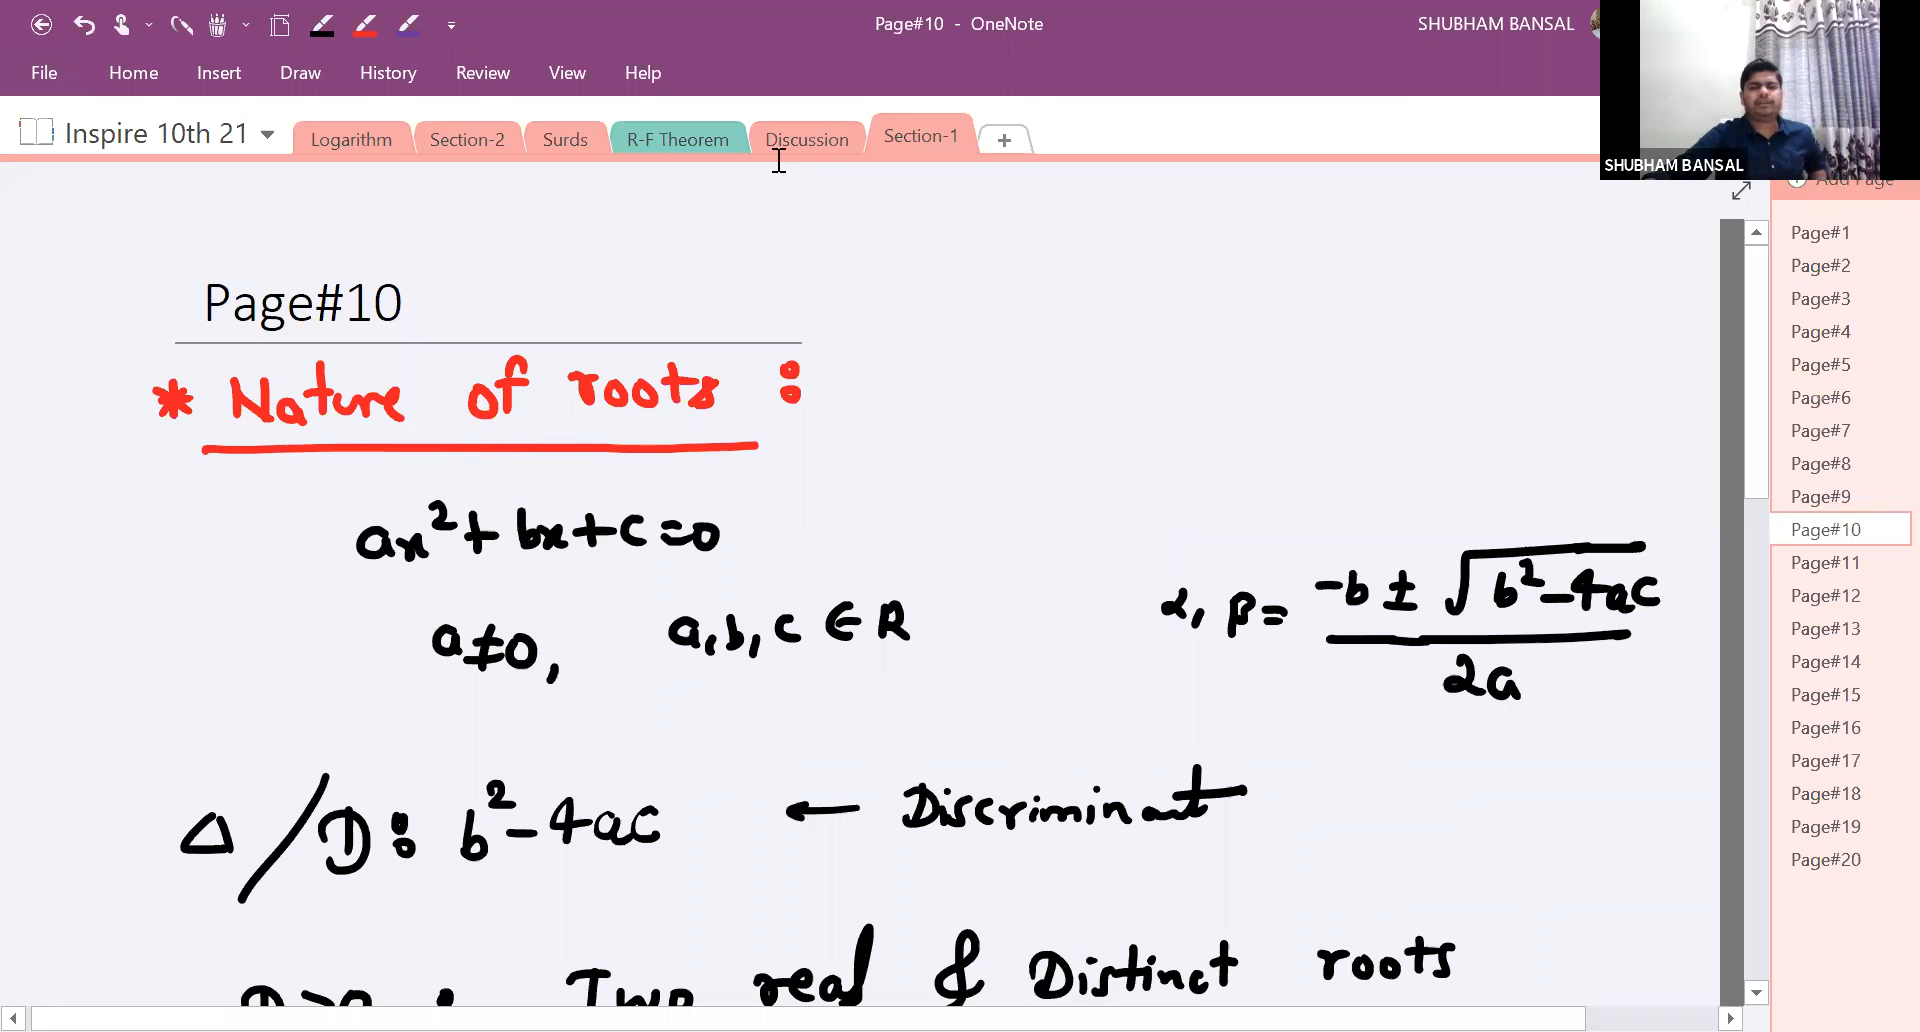 Page#10 - OneNote
SHUBHAM BANSAL
File Home Insert Draw History Review View Help
Inspire 10th 21
Logarithm Section-2 Surds R-F Theorem Discussion Section-1 +
SHUBHAM BANSAL
Add Page
Page#10
* Nature of roots :
ax²+ bx+c=0
a≠0, a,b,c ∈ R
α, β = -b ± √b²-4ac / 2a
Δ / D : b²-4ac ← Discriminant
D>0 : Two real & Distinct roots
Page#1
Page#2
Page#3
Page#4
Page#5
Page#6
Page#7
Page#8
Page#9
Page#10
Page#11
Page#12
Page#13
Page#14
Page#15
Page#16
Page#17
Page#18
Page#19
Page#20